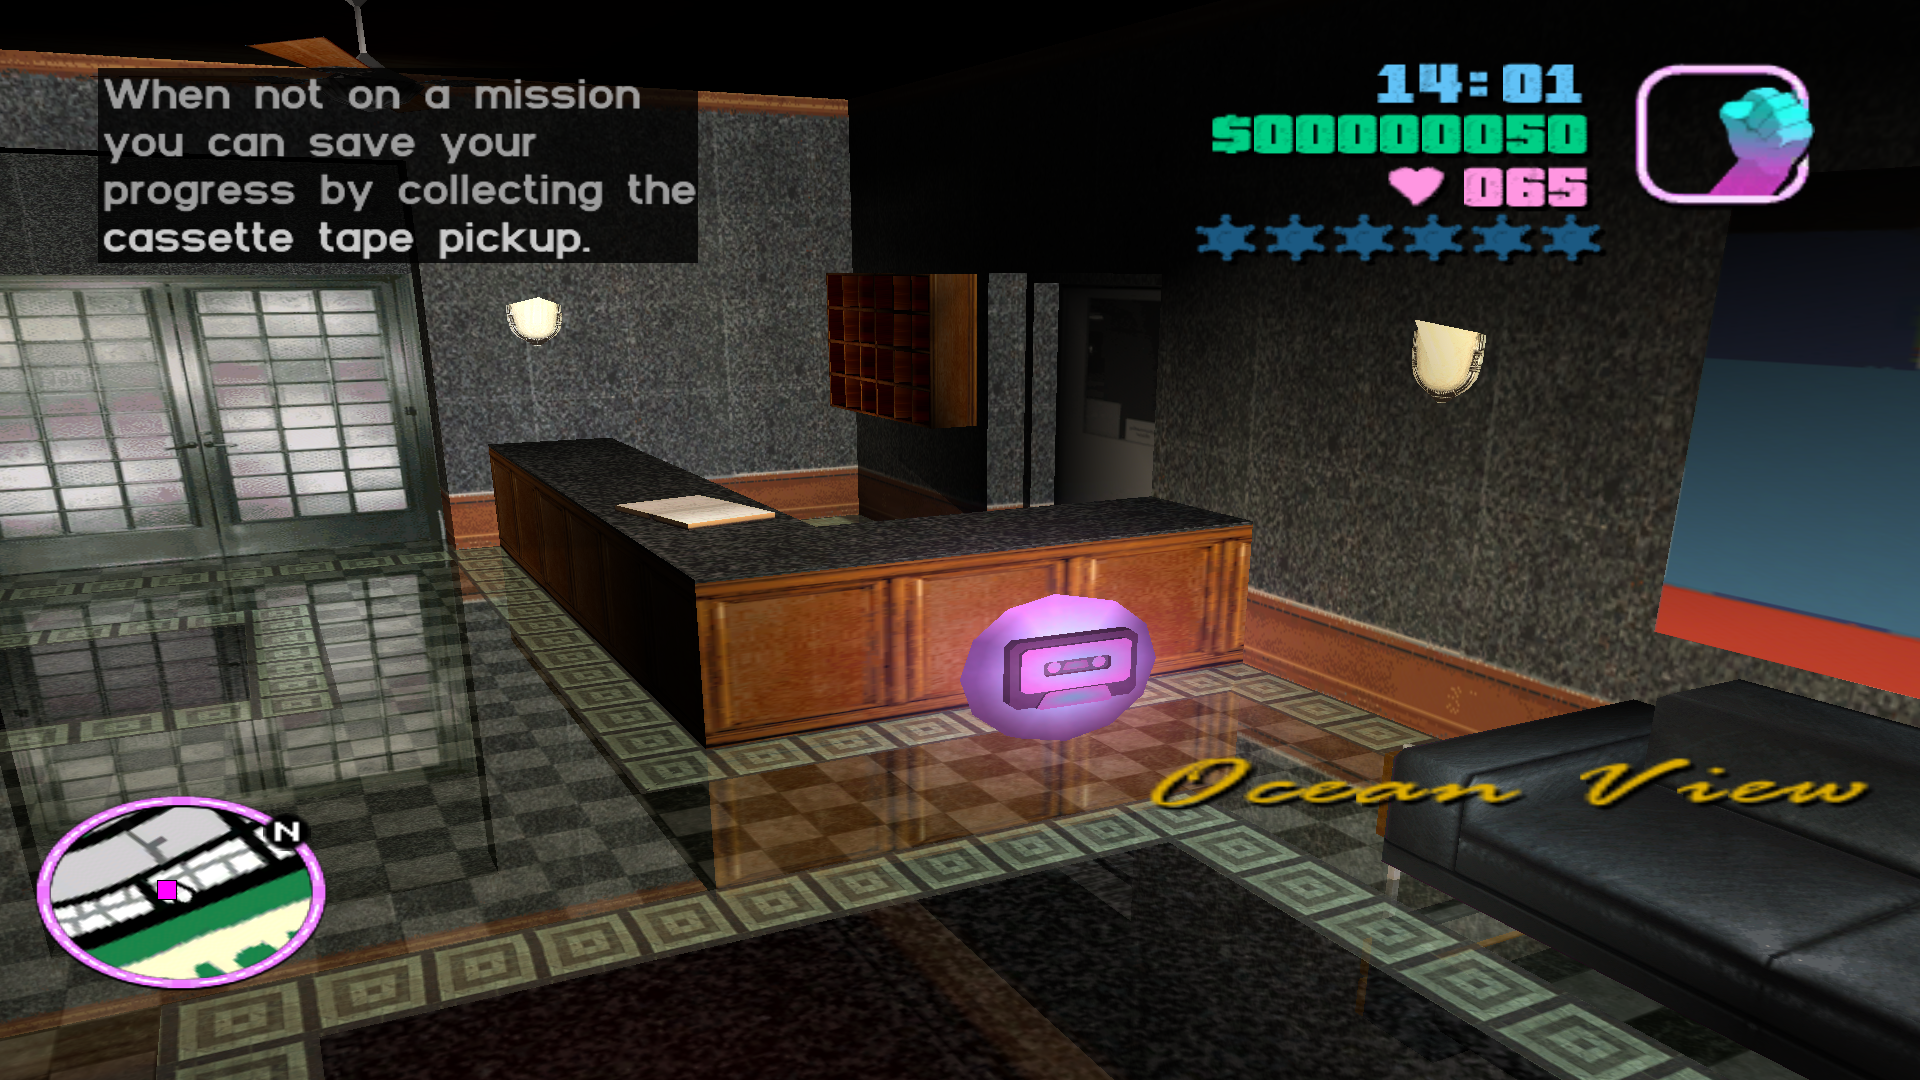 When not on a mission
you can save your
progress by collecting the
cassette tape pickup.
14:01
$00000050
065
Ocean View
N